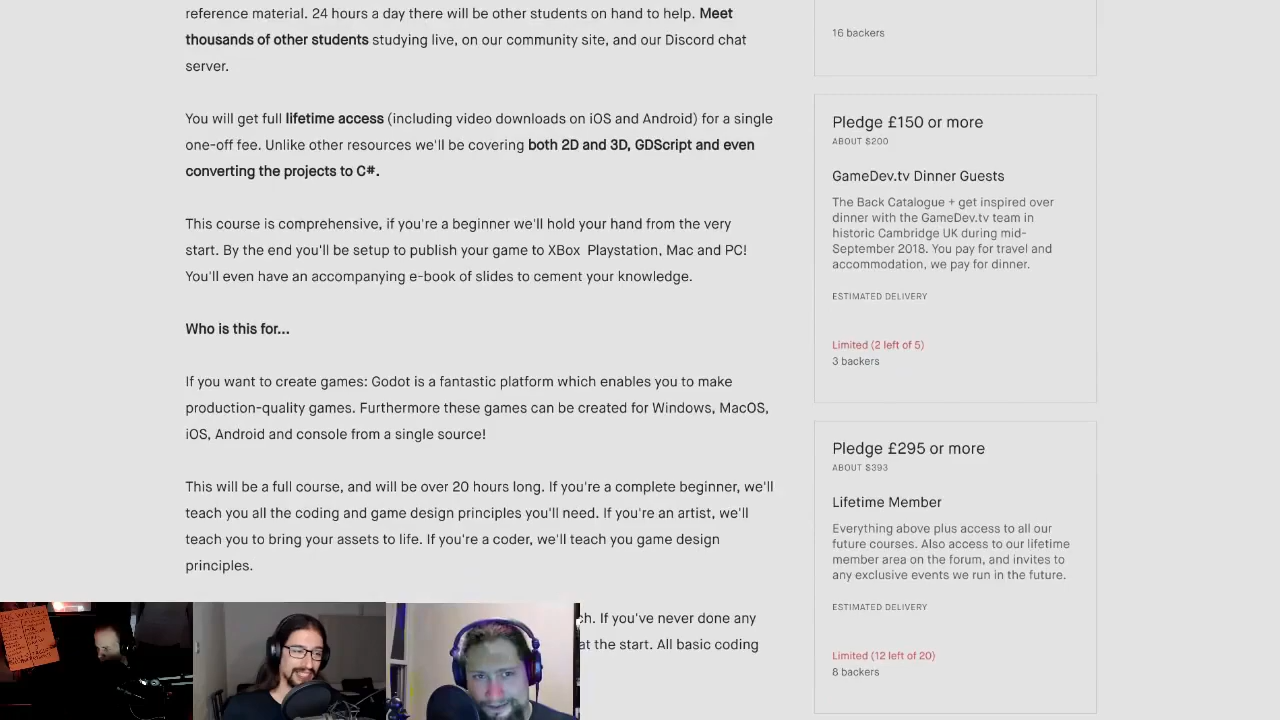 reference material. 24 hours a day there will be other students on hand to help. Meet
thousands of other students studying live, on our community site, and our Discord chat
server.
You will get full lifetime access (including video downloads on iOS and Android) for a single
one-off fee. Unlike other resources we'll be covering both 2D and 3D, GDScript and even
converting the projects to C#.
This course is comprehensive, if you're a beginner we'll hold your hand from the very
start. By the end you'll be setup to publish your game to XBox Playstation, Mac and PC!
You'll even have an accompanying e-book of slides to cement your knowledge.
Who is this for...
If you want to create games: Godot is a fantastic platform which enables you to make
production-quality games. Furthermore these games can be created for Windows, MacOS,
iOS, Android and console from a single source!
This will be a full course, and will be over 20 hours long. If you're a complete beginner, we'll
teach you all the coding and game design principles you'll need. If you're an artist, we'll
teach you to bring your assets to life. If you're a coder, we'll teach you game design
principles.
If you've never done any
at the start. All basic coding
16 backers
Pledge £150 or more
ABOUT $200
GameDev.tv Dinner Guests
The Back Catalogue + get inspired over
dinner with the GameDev.tv team in
historic Cambridge UK during mid-
September 2018. You pay for travel and
accommodation, we pay for dinner.
ESTIMATED DELIVERY
Limited (2 left of 5)
3 backers
Pledge £295 or more
ABOUT $393
Lifetime Member
Everything above plus access to all our
future courses. Also access to our lifetime
member area on the forum, and invites to
any exclusive events we run in the future.
ESTIMATED DELIVERY
Limited (12 left of 20)
8 backers